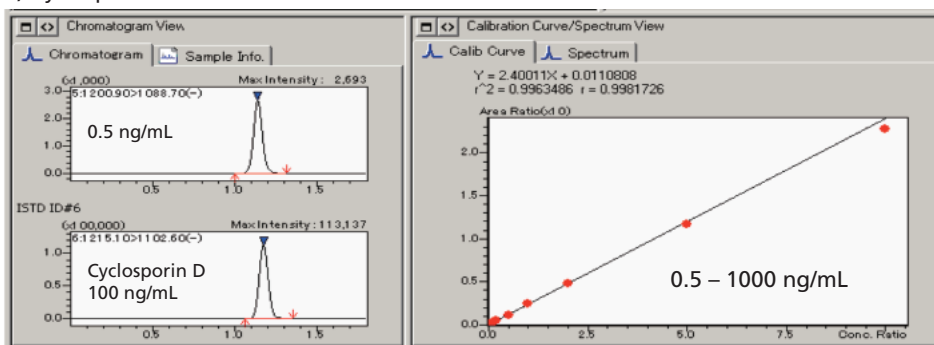 Chromatogram View
Chromatogram
Sample Info.
(x1,000)
Max Intensity : 2,693
3.0
5:1200.90>1088.70(-)
2.0
0.5 ng/mL
1.0
0.0
0.5
1.0
1.5
ISTD ID#6
(x100,000)
Max Intensity : 113,137
6:1215.10>1102.60(-)
1.0
Cyclosporin D
100 ng/mL
0.5
0.0
0.5
1.0
1.5
Calibration Curve/Spectrum View
Calib Curve
Spectrum
Y = 2.40011X + 0.0110808
r^2 = 0.9963486 r = 0.9981726
Area Ratio(x10)
2.0
1.5
1.0
0.5
0.5 – 1000 ng/mL
0.0
0.0
2.5
5.0
7.5
Conc. Ratio